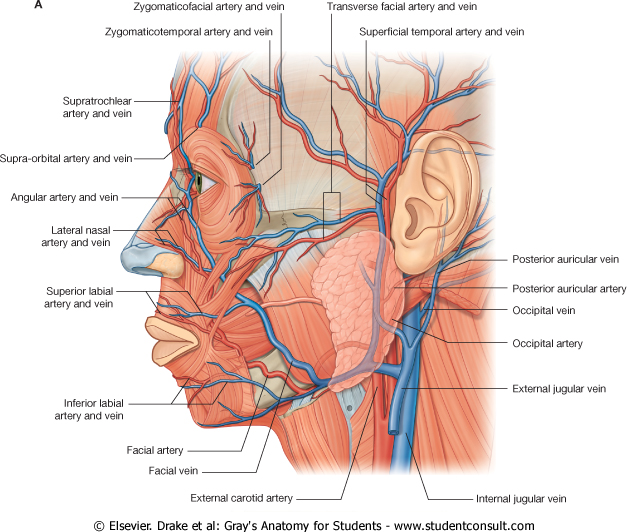 A
Zygomaticofacial artery and vein
Transverse facial artery and vein
Zygomaticotemporal artery and vein
Superficial temporal artery and vein
Supratrochlear
artery and vein
Supra-orbital artery and vein
Angular artery and vein
Lateral nasal
artery and vein
Superior labial
artery and vein
Inferior labial
artery and vein
Facial artery
Facial vein
External carotid artery
Posterior auricular vein
Posterior auricular artery
Occipital vein
Occipital artery
External jugular vein
Internal jugular vein
© Elsevier. Drake et al: Gray's Anatomy for Students - www.studentconsult.com